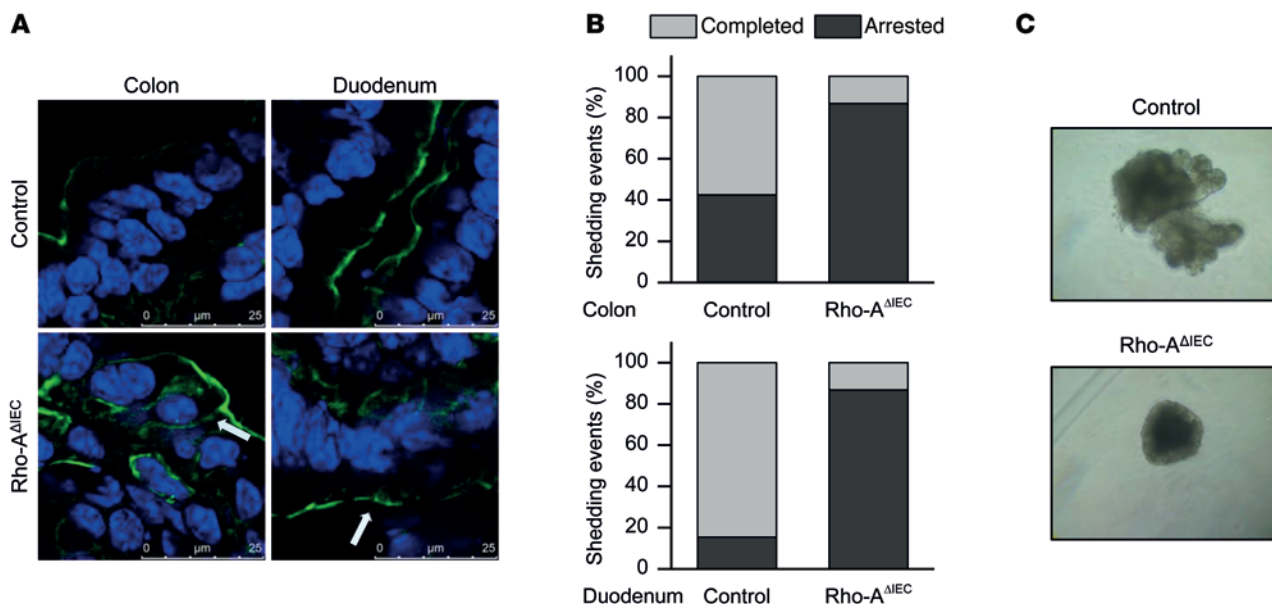 A
B
C
Completed Arrested
Colon Duodenum
Control
Rho-A^ΔIEC
0 µm 25
0 µm 25
0 µm 25
0 µm 25
Shedding events (%)
100
80
60
40
20
0
Colon Control Rho-A^ΔIEC
Shedding events (%)
100
80
60
40
20
0
Duodenum Control Rho-A^ΔIEC
Control
Rho-A^ΔIEC